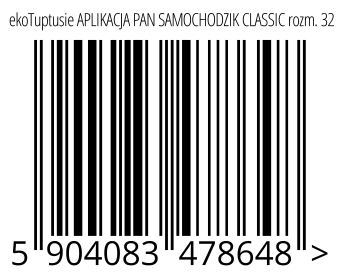 ekoTuptusie APLIKACJA PAN SAMOCHODZIK CLASSIC rozm. 32
5 904083 478648 >